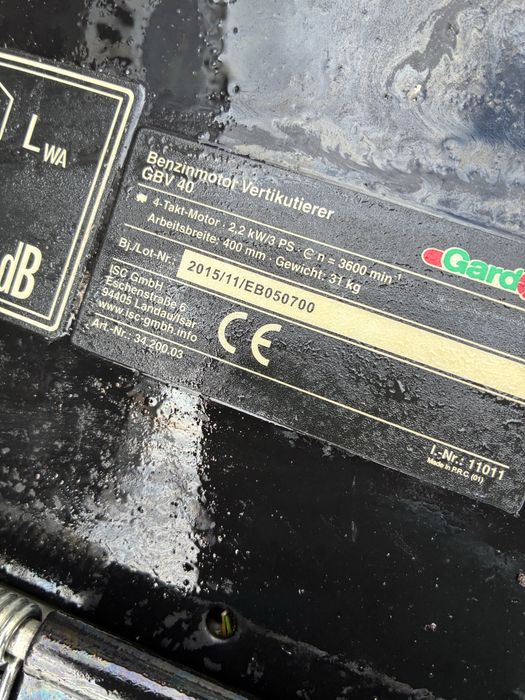 LWA
dB
Benzinmotor Vertikutierer
GBV 40
4-Takt-Motor · 2,2 kW/3 PS · n = 3600 min⁻¹
Arbeitsbreite: 400 mm · Gewicht: 31 kg
Bj./Lot-Nr.: 2015/11/EB050700
ISC GmbH
Eschenstraße 6
94405 Landau/Isar
www.isc-gmbh.info
Art.-Nr.: 34.200.03
CE
Gard
I.-Nr.: 11011
Made in P.R.C (01)